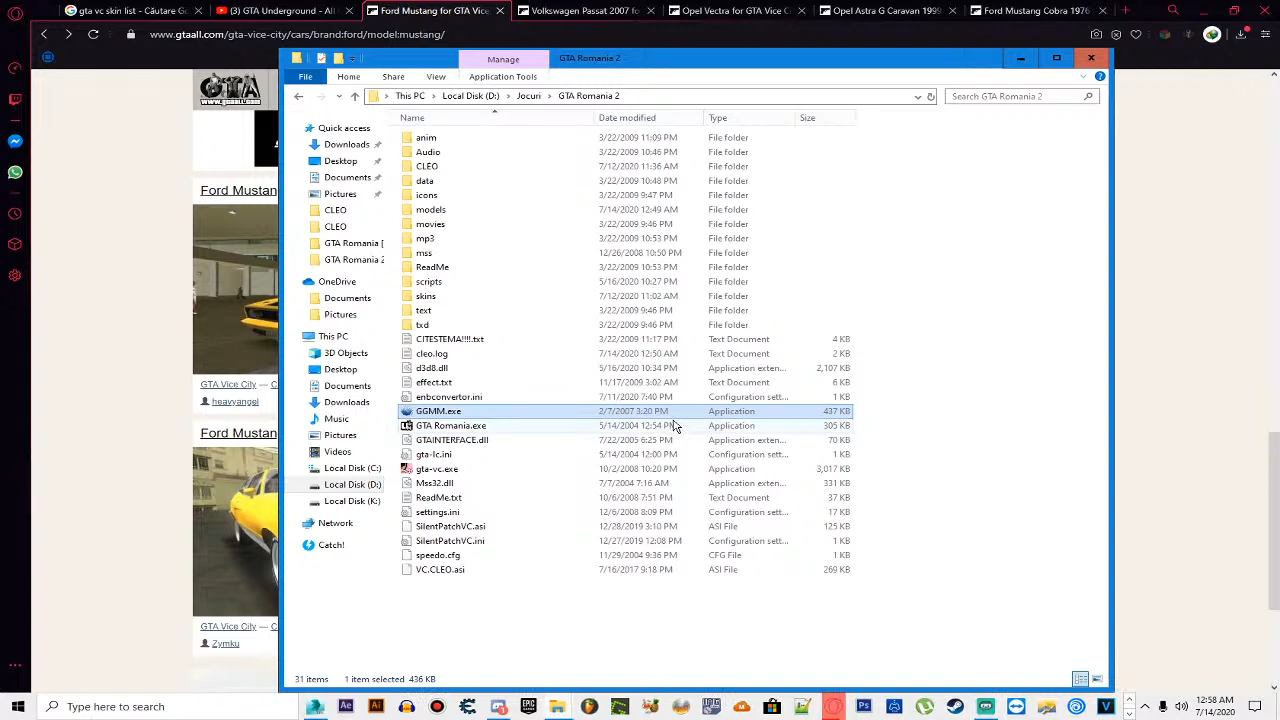 gta vc skin list - Căutare Go
(3) GTA Underground - All
Ford Mustang for GTA Vice C
Volkswagen Passat 2007 fo
Opel Vectra for GTA Vice C
Opel Astra G Caravan 1999
Ford Mustang Cobra 1976
www.gtaall.com/gta-vice-city/cars/brand:ford/model:mustang/
Manage
GTA Romania 2
File
Home
Share
View
Application Tools
This PC
Local Disk (D:)
Jocuri
GTA Romania 2
Search GTA Romania 2
GTA
www.GTAALL.com
Name
Date modified
Type
Size
Quick access
Downloads
Desktop
Documents
Pictures
CLEO
CLEO
GTA Romania [
GTA Romania 2
OneDrive
Documents
Pictures
This PC
3D Objects
Desktop
Documents
Downloads
Music
Pictures
Videos
Local Disk (C:)
Local Disk (D:)
Local Disk (K:)
Network
Catch!
anim 3/22/2009 11:09 PM File folder
Audio 3/22/2009 10:46 PM File folder
CLEO 7/12/2020 11:36 AM File folder
data 3/22/2009 10:48 PM File folder
icons 3/22/2009 9:47 PM File folder
models 7/14/2020 12:49 AM File folder
movies 3/22/2009 9:46 PM File folder
mp3 3/22/2009 10:53 PM File folder
mss 12/26/2008 10:50 PM File folder
ReadMe 3/22/2009 10:53 PM File folder
scripts 5/16/2020 10:27 PM File folder
skins 7/12/2020 11:02 AM File folder
text 3/22/2009 9:46 PM File folder
txd 3/22/2009 9:46 PM File folder
CITESTEMA!!!!.txt 3/22/2009 11:17 PM Text Document 4 KB
cleo.log 7/14/2020 12:50 AM Text Document 2 KB
d3d8.dll 5/16/2020 10:34 PM Application exten... 2,107 KB
effect.txt 11/17/2009 3:02 AM Text Document 6 KB
enbconvertor.ini 7/11/2020 7:40 PM Configuration sett... 1 KB
GGMM.exe 2/7/2007 3:20 PM Application 437 KB
GTA Romania.exe 5/14/2004 12:54 PM Application 305 KB
GTAINTERFACE.dll 7/22/2005 6:25 PM Application exten... 70 KB
gta-lc.ini 5/14/2004 12:00 PM Configuration sett... 1 KB
gta-vc.exe 10/2/2008 10:20 PM Application 3,017 KB
Mss32.dll 7/7/2004 7:16 AM Application exten... 331 KB
ReadMe.txt 10/6/2008 7:51 PM Text Document 37 KB
settings.ini 12/6/2008 8:09 PM Configuration sett... 17 KB
SilentPatchVC.asi 12/28/2019 3:10 PM ASI File 125 KB
SilentPatchVC.ini 12/27/2019 12:08 PM Configuration sett... 1 KB
speedo.cfg 11/29/2004 9:36 PM CFG File 1 KB
VC.CLEO.asi 7/16/2017 9:18 PM ASI File 269 KB
31 items
1 item selected 436 KB
Ford Mustan
GTA Vice City — C
heavyangel
Ford Mustan
GTA Vice City — C
Zymku
Type here to search
12:58 AM
7/14/2020